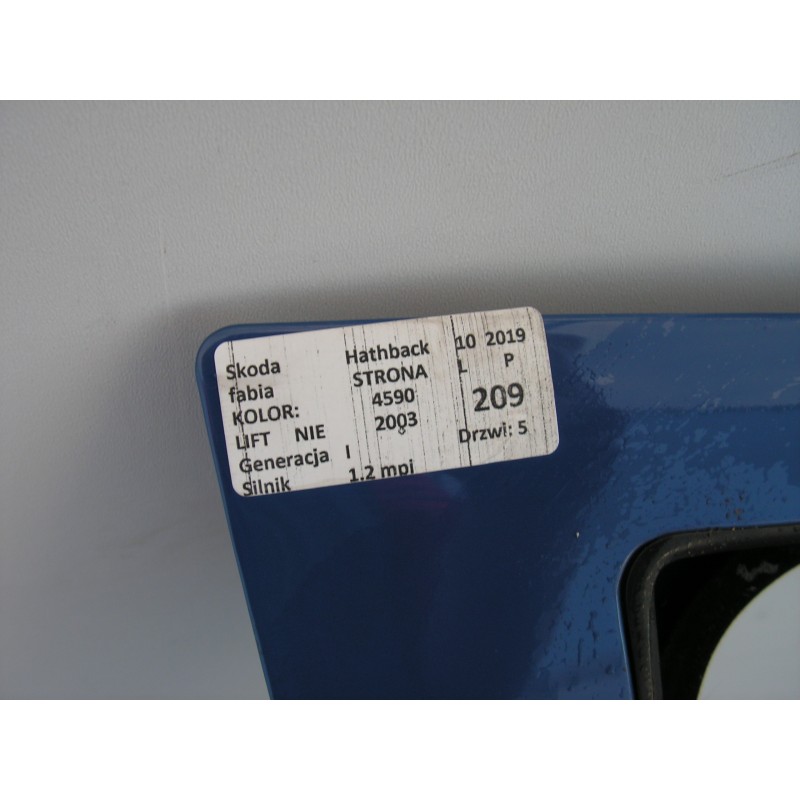 Skoda Hathback 10 2019
fabia STRONA L P
KOLOR: 4590 209
LIFT NIE 2003 Drzwi: 5
Generacja I
Silnik 1.2 mpi